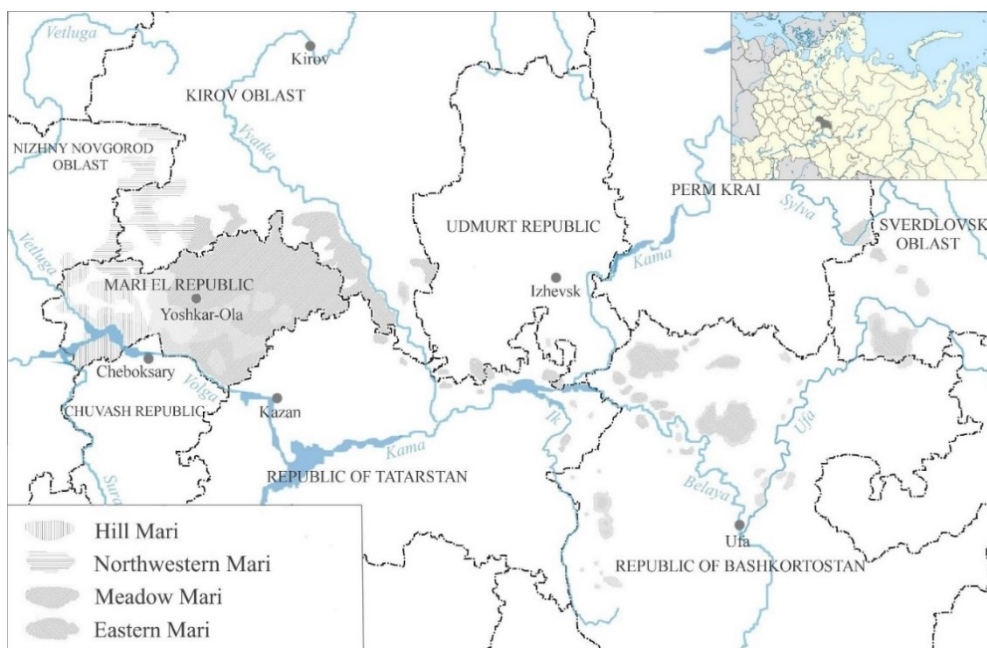 Vetluga
Kirov
KIROV OBLAST
NIZHNY NOVGOROD
OBLAST
Vyatka
PERM KRAI
Sylva
UDMURT REPUBLIC
SVERDLOVSK
OBLAST
Vetluga
Kama
MARI EL REPUBLIC
Izhevsk
Yoshkar-Ola
Cheboksary
Volga
CHUVASH REPUBLIC
Kazan
Ik
Ufa
Kama
REPUBLIC OF TATARSTAN
Sura
Belaya
Ufa
REPUBLIC OF BASHKORTOSTAN
Hill Mari
Northwestern Mari
Meadow Mari
Eastern Mari